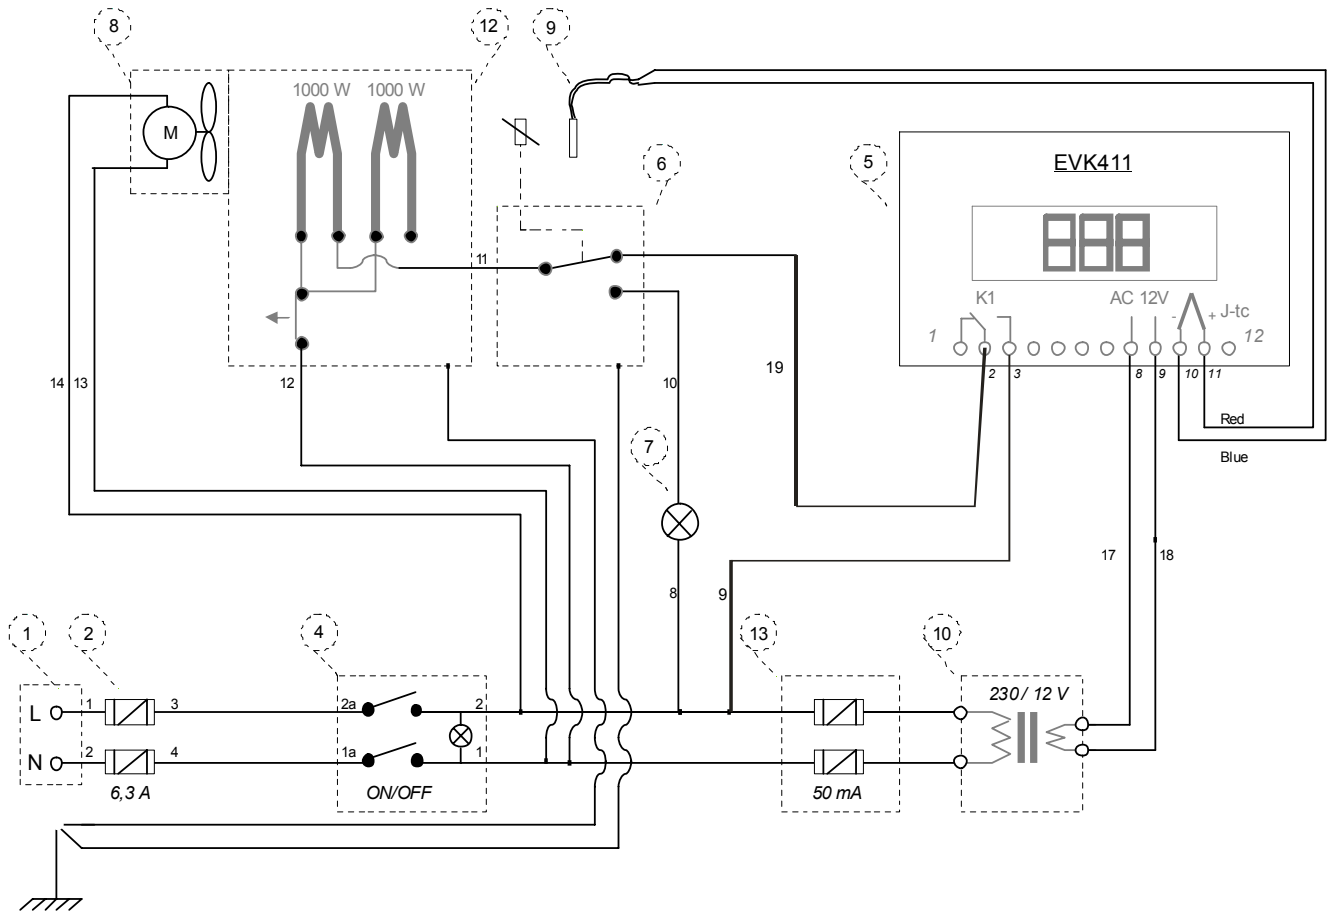 8
12
9
1000 W 1000 W
M
6
5
EVK411
888
11
K1
AC 12V
- + J-tc
1
12
2 3 8 9 10 11
14 13
12
10
19
Red
Blue
7
17
18
8
9
1
2
4
13
10
230/ 12 V
L
1
3
2a
2
N
2
4
1a
1
6,3 A
ON/OFF
50 mA